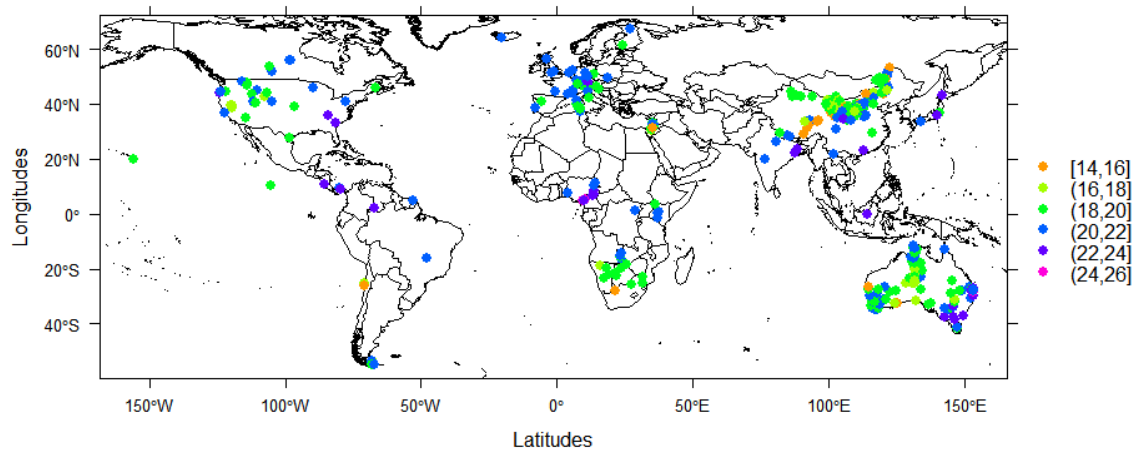 60°N
40°N
20°N
0°
20°S
40°S
Longitudes
150°W
100°W
50°W
0°
50°E
100°E
150°E
Latitudes
[14,16]
(16,18]
(18,20]
(20,22]
(22,24]
(24,26]